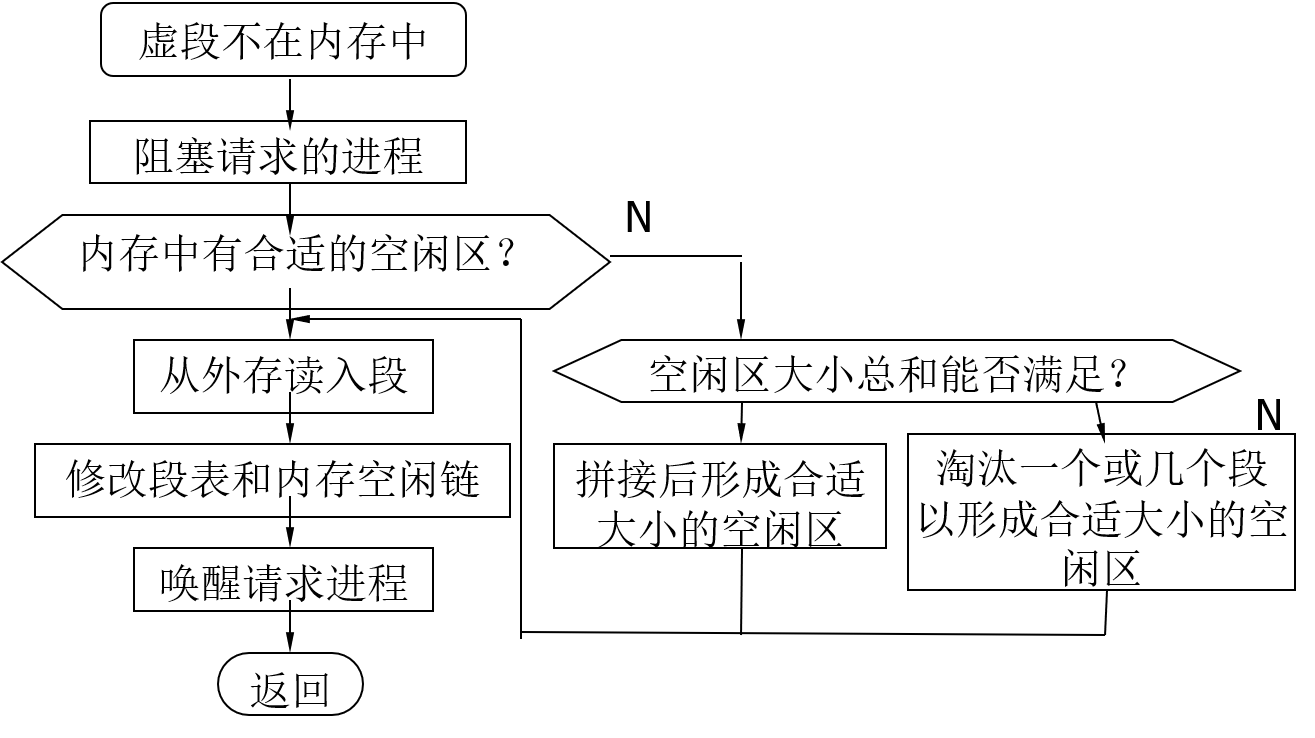 虚段不在内存中
阻塞请求的进程
N
内存中有合适的空闲区？
从外存读入段
空闲区大小总和能否满足？
N
修改段表和内存空闲链
拼接后形成合适
大小的空闲区
淘汰一个或几个段
以形成合适大小的空
闲区
唤醒请求进程
返回